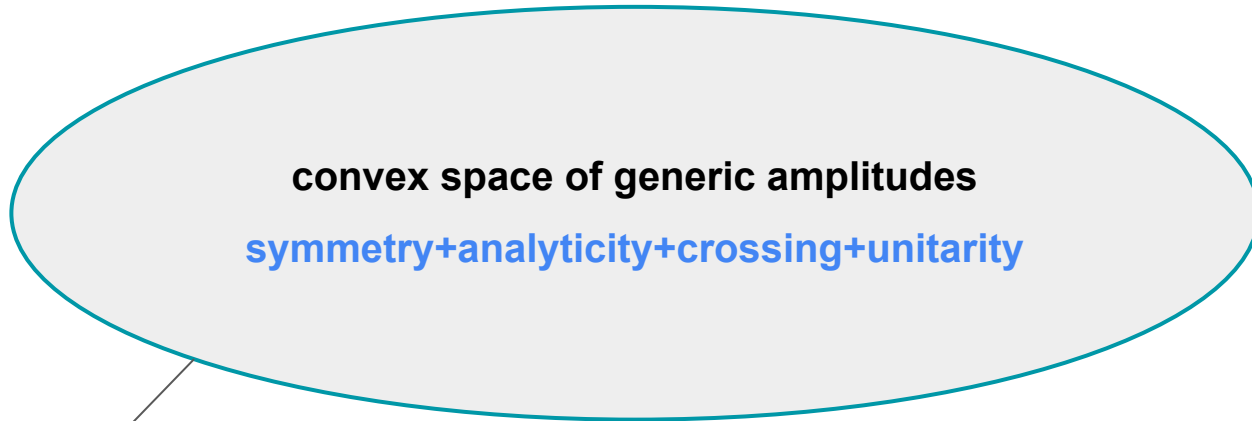 convex space of generic amplitudes
symmetry+analyticity+crossing+unitarity